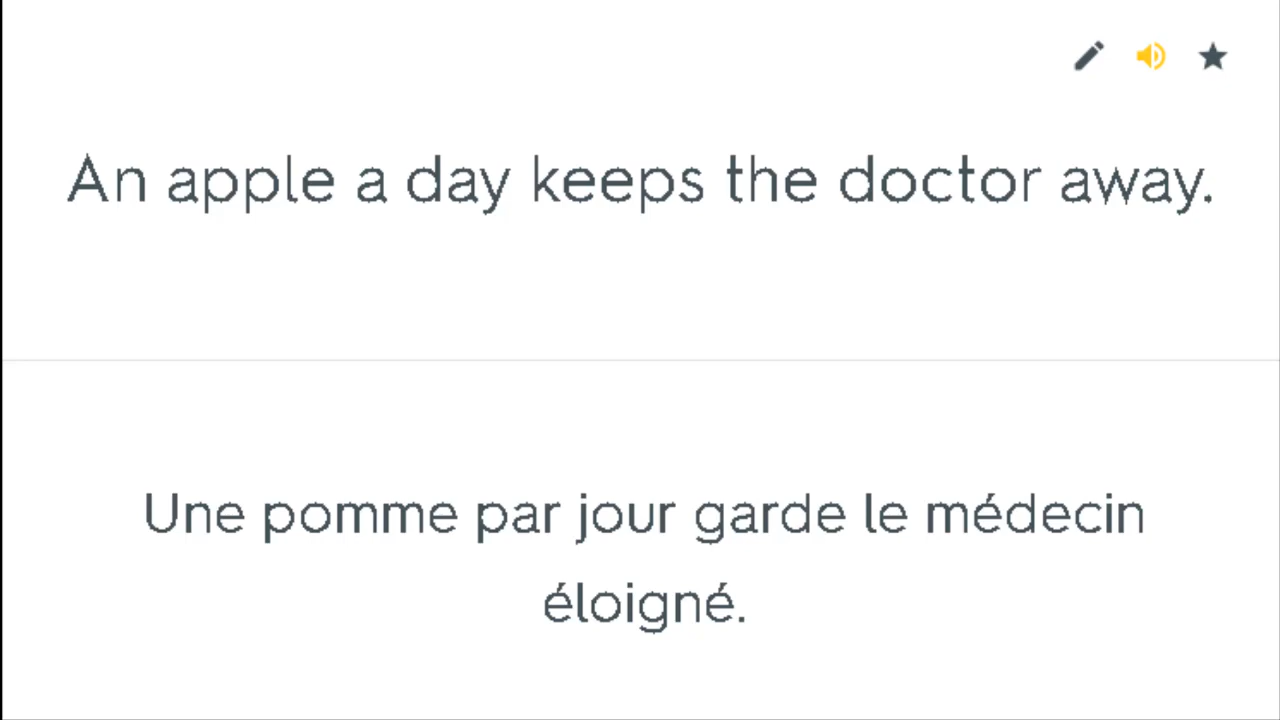 An apple a day keeps the doctor away.
Une pomme par jour garde le médecin
éloigné.